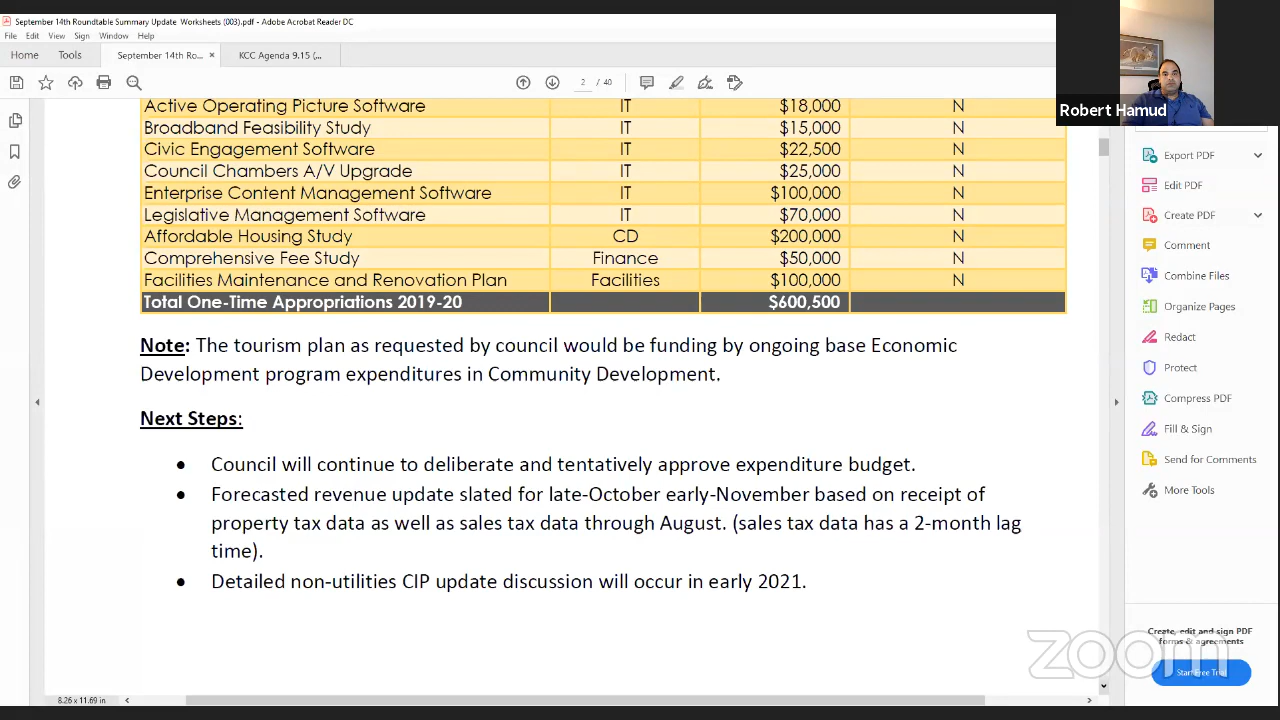 September 14th Roundtable Summary Update Worksheets (003).pdf - Adobe Acrobat Reader DC
File Edit View Sign Window Help
Home Tools September 14th Ro... × KCC Agenda 9.15 (...
2 / 40
Robert Hamud
Active Operating Picture Software IT $18,000 N
Broadband Feasibility Study IT $15,000 N
Civic Engagement Software IT $22,500 N
Council Chambers A/V Upgrade IT $25,000 N
Enterprise Content Management Software IT $100,000 N
Legislative Management Software IT $70,000 N
Affordable Housing Study CD $200,000 N
Comprehensive Fee Study Finance $50,000 N
Facilities Maintenance and Renovation Plan Facilities $100,000 N
Total One-Time Appropriations 2019-20 $600,500
Note: The tourism plan as requested by council would be funding by ongoing base Economic
Development program expenditures in Community Development.
Next Steps:
• Council will continue to deliberate and tentatively approve expenditure budget.
• Forecasted revenue update slated for late-October early-November based on receipt of
property tax data as well as sales tax data through August. (sales tax data has a 2-month lag
time).
• Detailed non-utilities CIP update discussion will occur in early 2021.
8.26 x 11.69 in
Export PDF
Edit PDF
Create PDF
Comment
Combine Files
Organize Pages
Redact
Protect
Compress PDF
Fill & Sign
Send for Comments
More Tools
Create, edit and sign PDF
forms & agreements
Start Free Trial
zoom